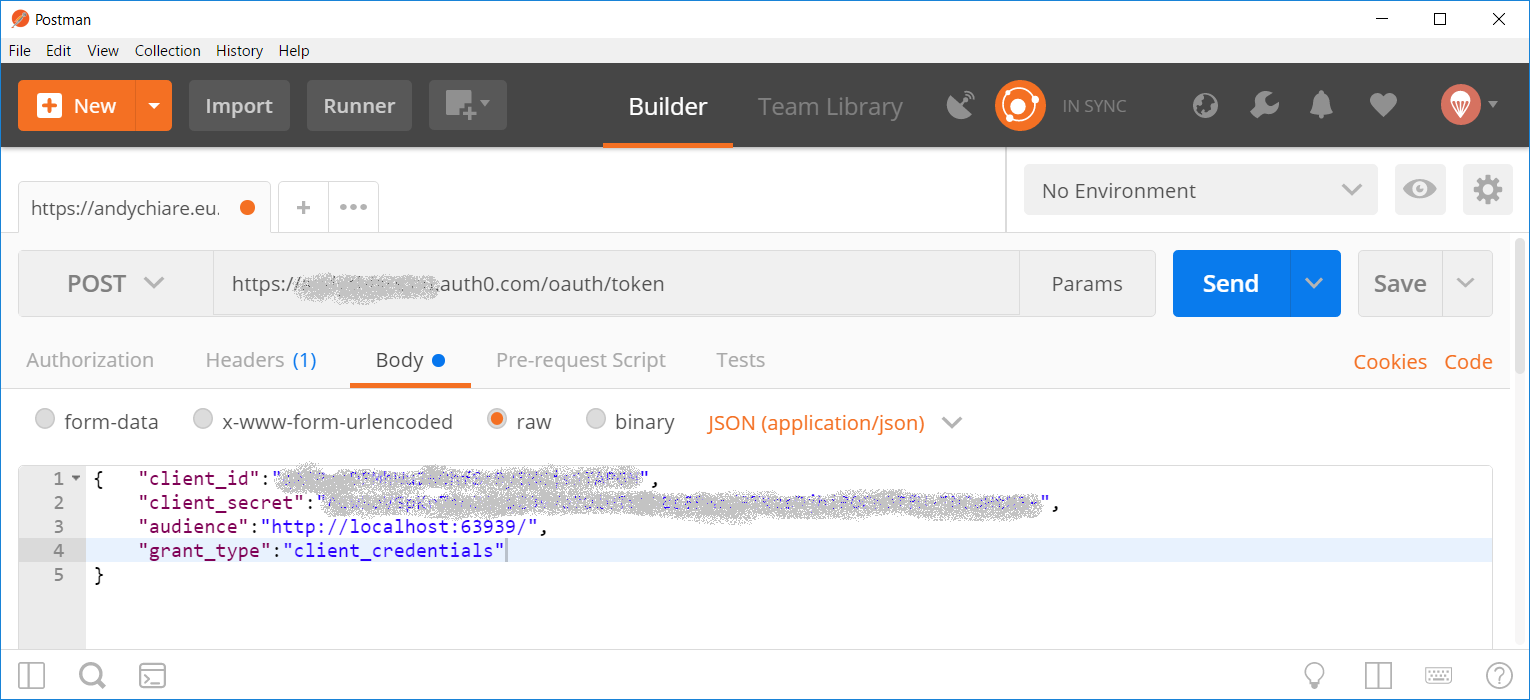 Postman
File Edit View Collection History Help
New Import Runner Builder Team Library IN SYNC
https://andychiare.eu.
No Environment
POST https:// .auth0.com/oauth/token Params Send Save
Authorization Headers (1) Body Pre-request Script Tests Cookies Code
form-data x-www-form-urlencoded raw binary JSON (application/json)
1 { "client_id":" ",
2 "client_secret":" ",
3 "audience":"http://localhost:63939/",
4 "grant_type":"client_credentials"
5 }